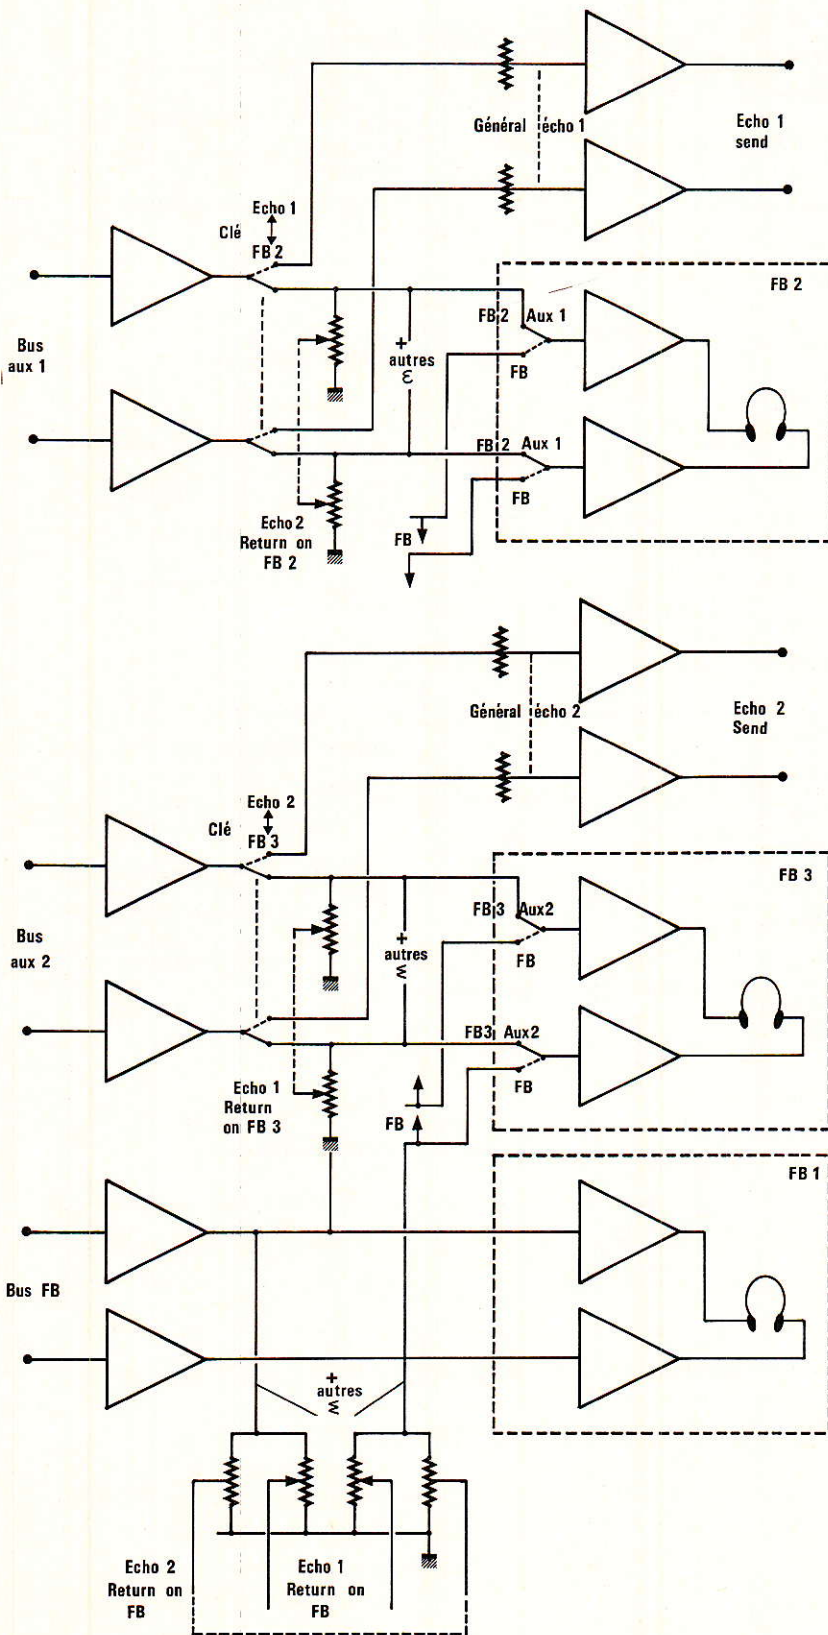 Général écho 1
Echo 1
send
Echo 1
Clé
FB 2
Bus
aux 1
FB 2
FB 2 Aux 1
FB
+
autres
ε
FB 2 Aux 1
FB
Echo 2
Return on
FB 2
FB
Général écho 2
Echo 2
Send
Echo 2
Clé
FB 3
Bus
aux 2
FB 3
FB 3 Aux2
FB
+
autres
FB3 Aux2
FB
Echo 1
Return
on FB 3
FB
FB 1
Bus FB
+
autres
Echo 2
Return on
FB
Echo 1
Return on
FB